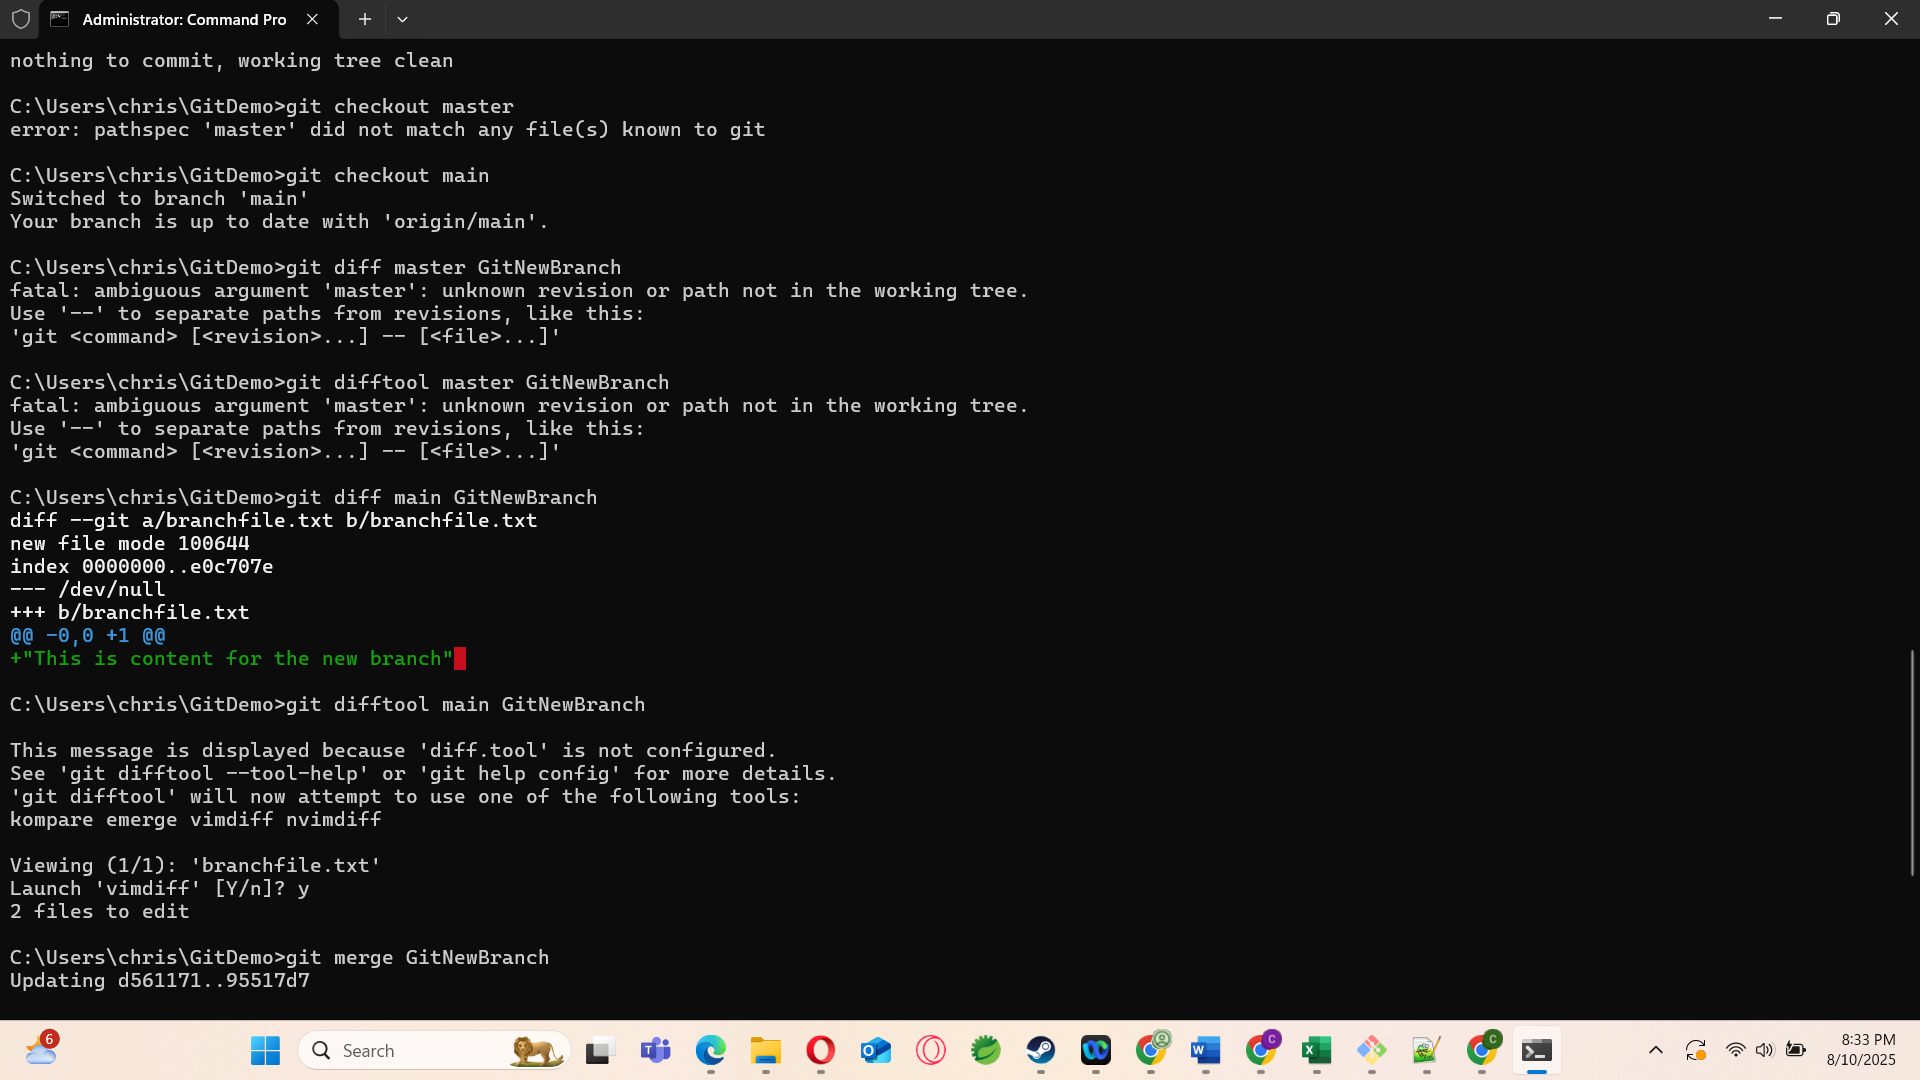 Administrator: Command Pro
nothing to commit, working tree clean
C:\Users\chris\GitDemo>git checkout master
error: pathspec 'master' did not match any file(s) known to git
C:\Users\chris\GitDemo>git checkout main
Switched to branch 'main'
Your branch is up to date with 'origin/main'.
C:\Users\chris\GitDemo>git diff master GitNewBranch
fatal: ambiguous argument 'master': unknown revision or path not in the working tree.
Use '--' to separate paths from revisions, like this:
'git <command> [<revision>...] -- [<file>...]'
C:\Users\chris\GitDemo>git difftool master GitNewBranch
fatal: ambiguous argument 'master': unknown revision or path not in the working tree.
Use '--' to separate paths from revisions, like this:
'git <command> [<revision>...] -- [<file>...]'
C:\Users\chris\GitDemo>git diff main GitNewBranch
diff --git a/branchfile.txt b/branchfile.txt
new file mode 100644
index 0000000..e0c707e
--- /dev/null
+++ b/branchfile.txt
@@ -0,0 +1 @@
+"This is content for the new branch"
C:\Users\chris\GitDemo>git difftool main GitNewBranch
This message is displayed because 'diff.tool' is not configured.
See 'git difftool --tool-help' or 'git help config' for more details.
'git difftool' will now attempt to use one of the following tools:
kompare emerge vimdiff nvimdiff
Viewing (1/1): 'branchfile.txt'
Launch 'vimdiff' [Y/n]? y
2 files to edit
C:\Users\chris\GitDemo>git merge GitNewBranch
Updating d561171..95517d7
6
Search
8:33 PM
8/10/2025